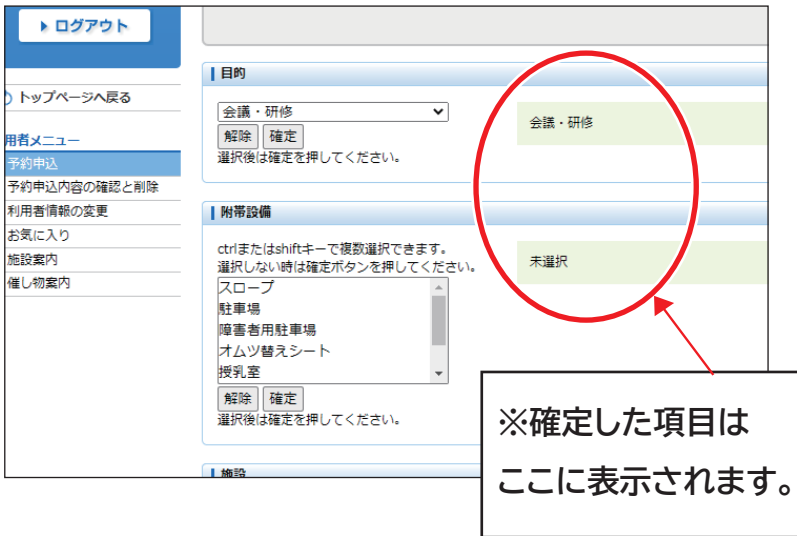 ログアウト
トップページへ戻る
用者メニュー
予約申込
予約申込内容の確認と削除
利用者情報の変更
お気に入り
施設案内
催し物案内
目的
会議・研修
解除 確定
選択後は確定を押してください。
会議・研修
附帯設備
ctrlまたはshiftキーで複数選択できます。
選択しない時は確定ボタンを押してください。
スロープ
駐車場
障害者用駐車場
オムツ替えシート
授乳室
解除 確定
選択後は確定を押してください。
未選択
施設
※確定した項目は
ここに表示されます。